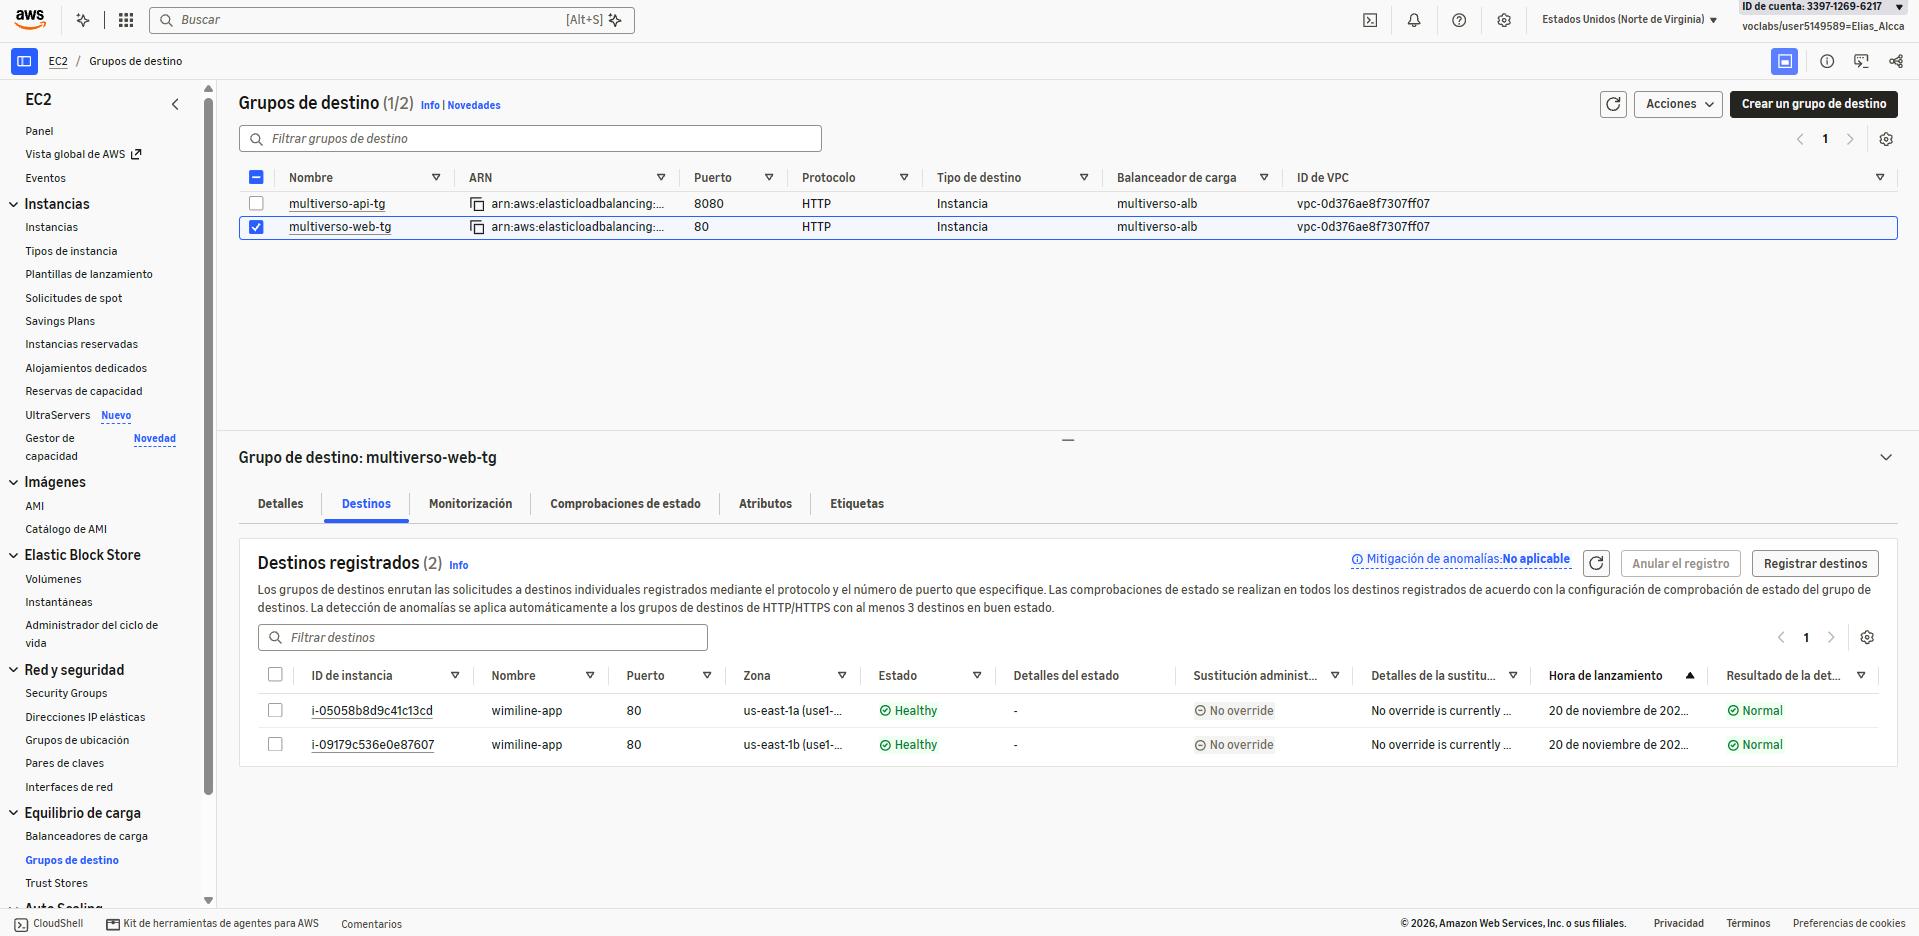 aws
Buscar [Alt+S]
Estados Unidos (Norte de Virginia)
ID de cuenta: 3397-1269-6217
voclabs/user5149589=Elias_Alcca
EC2 / Grupos de destino
EC2
Panel
Vista global de AWS
Eventos
Instancias
Instancias
Tipos de instancia
Plantillas de lanzamiento
Solicitudes de spot
Savings Plans
Instancias reservadas
Alojamientos dedicados
Reservas de capacidad
UltraServers Nuevo
Gestor de Novedad
capacidad
Imágenes
AMI
Catálogo de AMI
Elastic Block Store
Volúmenes
Instantáneas
Administrador del ciclo de
vida
Red y seguridad
Security Groups
Direcciones IP elásticas
Grupos de ubicación
Pares de claves
Interfaces de red
Equilibrio de carga
Balanceadores de carga
Grupos de destino
Trust Stores
Auto Scaling
Grupos de destino (1/2) Info | Novedades
Acciones
Crear un grupo de destino
Filtrar grupos de destino
1
Nombre ARN Puerto Protocolo Tipo de destino Balanceador de carga ID de VPC
multiverso-api-tg arn:aws:elasticloadbalancing:... 8080 HTTP Instancia multiverso-alb vpc-0d376ae8f7307ff07
multiverso-web-tg arn:aws:elasticloadbalancing:... 80 HTTP Instancia multiverso-alb vpc-0d376ae8f7307ff07
Grupo de destino: multiverso-web-tg
Detalles Destinos Monitorización Comprobaciones de estado Atributos Etiquetas
Destinos registrados (2) Info
Mitigación de anomalías:No aplicable
Anular el registro
Registrar destinos
Los grupos de destinos enrutan las solicitudes a destinos individuales registrados mediante el protocolo y el número de puerto que especifique. Las comprobaciones de estado se realizan en todos los destinos registrados de acuerdo con la configuración de comprobación de estado del grupo de
destinos. La detección de anomalías se aplica automáticamente a los grupos de destinos de HTTP/HTTPS con al menos 3 destinos en buen estado.
Filtrar destinos
1
ID de instancia Nombre Puerto Zona Estado Detalles del estado Sustitución administ... Detalles de la sustitu... Hora de lanzamiento Resultado de la det...
i-05058b8d9c41c13cd wimiline-app 80 us-east-1a (use1-... Healthy - No override No override is currently ... 20 de noviembre de 202... Normal
i-09179c536e0e87607 wimiline-app 80 us-east-1b (use1-... Healthy - No override No override is currently ... 20 de noviembre de 202... Normal
CloudShell Kit de herramientas de agentes para AWS Comentarios
© 2026, Amazon Web Services, Inc. o sus filiales. Privacidad Términos Preferencias de cookies